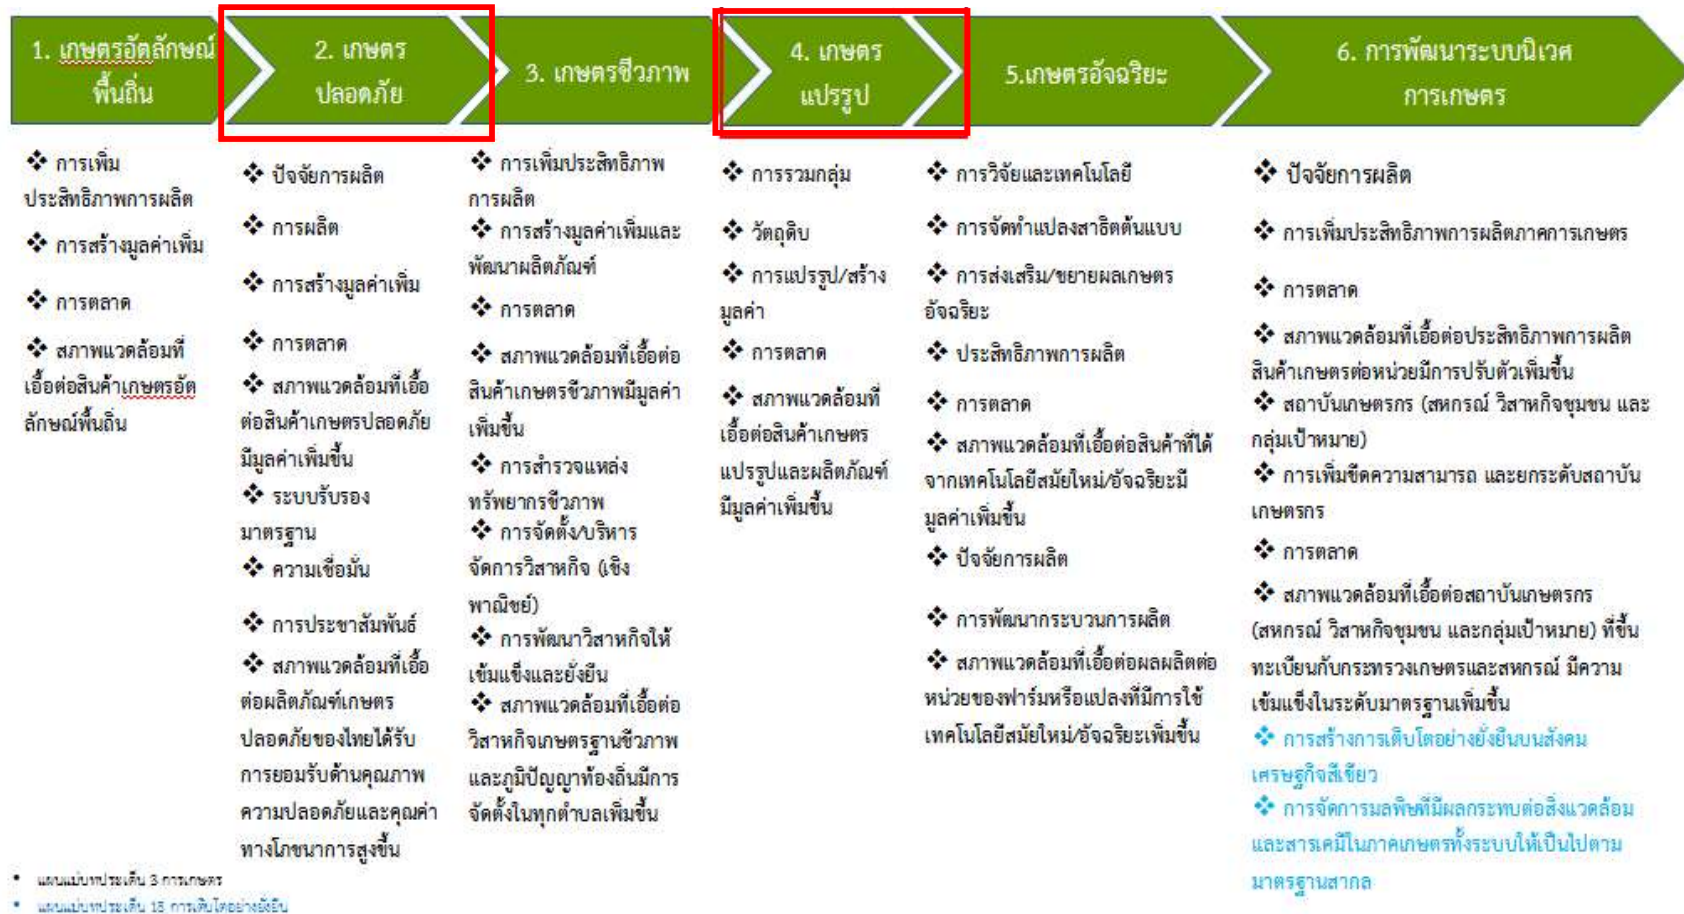 1. เกษตรอัตลักษณ์
พื้นถิ่น
2. เกษตร
ปลอดภัย
3. เกษตรชีวภาพ
4. เกษตร
แปรรูป
5.เกษตรอัจฉริยะ
6. การพัฒนาระบบนิเวศ
การเกษตร
❖ การเพิ่ม
ประสิทธิภาพการผลิต
❖ การสร้างมูลค่าเพิ่ม
❖ การตลาด
❖ สภาพแวดล้อมที่
เอื้อต่อสินค้าเกษตรอัต
ลักษณ์พื้นถิ่น
❖ ปัจจัยการผลิต
❖ การผลิต
❖ การสร้างมูลค่าเพิ่ม
❖ การตลาด
❖ สภาพแวดล้อมที่เอื้อ
ต่อสินค้าเกษตรปลอดภัย
มีมูลค่าเพิ่มขึ้น
❖ ระบบรับรอง
มาตรฐาน
❖ ความเชื่อมั่น
❖ การประชาสัมพันธ์
❖ สภาพแวดล้อมที่เอื้อ
ต่อผลิตภัณฑ์เกษตร
ปลอดภัยของไทยได้รับ
การยอมรับด้านคุณภาพ
ความปลอดภัยและคุณค่า
ทางโภชนาการสูงขึ้น
❖ การเพิ่มประสิทธิภาพ
การผลิต
❖ การสร้างมูลค่าเพิ่มและ
พัฒนาผลิตภัณฑ์
❖ การตลาด
❖ สภาพแวดล้อมที่เอื้อต่อ
สินค้าเกษตรชีวภาพมีมูลค่า
เพิ่มขึ้น
❖ การสำรวจแหล่ง
ทรัพยากรชีวภาพ
❖ การจัดตั้ง/บริหาร
จัดการวิสาหกิจ (เชิง
พาณิชย์)
❖ การพัฒนาวิสาหกิจให้
เข้มแข็งและยั่งยืน
❖ สภาพแวดล้อมที่เอื้อต่อ
วิสาหกิจเกษตรฐานชีวภาพ
และภูมิปัญญาท้องถิ่นมีการ
จัดตั้งในทุกตำบลเพิ่มขึ้น
❖ การรวมกลุ่ม
❖ วัตถุดิบ
❖ การแปรรูป/สร้าง
มูลค่า
❖ การตลาด
❖ สภาพแวดล้อมที่
เอื้อต่อสินค้าเกษตร
แปรรูปและผลิตภัณฑ์
มีมูลค่าเพิ่มขึ้น
❖ การวิจัยและเทคโนโลยี
❖ การจัดทำแปลงสาธิตต้นแบบ
❖ การส่งเสริม/ขยายผลเกษตร
อัจฉริยะ
❖ ประสิทธิภาพการผลิต
❖ การตลาด
❖ สภาพแวดล้อมที่เอื้อต่อสินค้าที่ได้
จากเทคโนโลยีสมัยใหม่/อัจฉริยะมี
มูลค่าเพิ่มขึ้น
❖ ปัจจัยการผลิต
❖ การพัฒนากระบวนการผลิต
❖ สภาพแวดล้อมที่เอื้อต่อผลผลิตต่อ
หน่วยของฟาร์มหรือแปลงที่มีการใช้
เทคโนโลยีสมัยใหม่/อัจฉริยะเพิ่มขึ้น
❖ ปัจจัยการผลิต
❖ การเพิ่มประสิทธิภาพการผลิตภาคการเกษตร
❖ การตลาด
❖ สภาพแวดล้อมที่เอื้อต่อประสิทธิภาพการผลิต
สินค้าเกษตรต่อหน่วยมีการปรับตัวเพิ่มขึ้น
❖ สถาบันเกษตรกร (สหกรณ์ วิสาหกิจชุมชน และ
กลุ่มเป้าหมาย)
❖ การเพิ่มขีดความสามารถ และยกระดับสถาบัน
เกษตรกร
❖ การตลาด
❖ สภาพแวดล้อมที่เอื้อต่อสถาบันเกษตรกร
(สหกรณ์ วิสาหกิจชุมชน และกลุ่มเป้าหมาย) ที่ขึ้น
ทะเบียนกับกระทรวงเกษตรและสหกรณ์ มีความ
เข้มแข็งในระดับมาตรฐานเพิ่มขึ้น
❖ การสร้างการเติบโตอย่างยั่งยืนบนสังคม
เศรษฐกิจสีเขียว
❖ การจัดการมลพิษที่มีผลกระทบต่อสิ่งแวดล้อม
และสารเคมีในภาคเกษตรทั้งระบบให้เป็นไปตาม
มาตรฐานสากล
• แผนแม่บทประเด็น 3 การเกษตร
• แผนแม่บทประเด็น 18 การเติบโตอย่างยั่งยืน